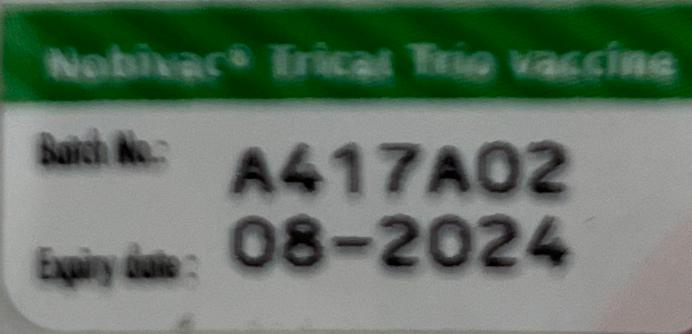 Nobivac® Tricat Trio vaccine
Batch No.: A417A02
Expiry date: 08-2024